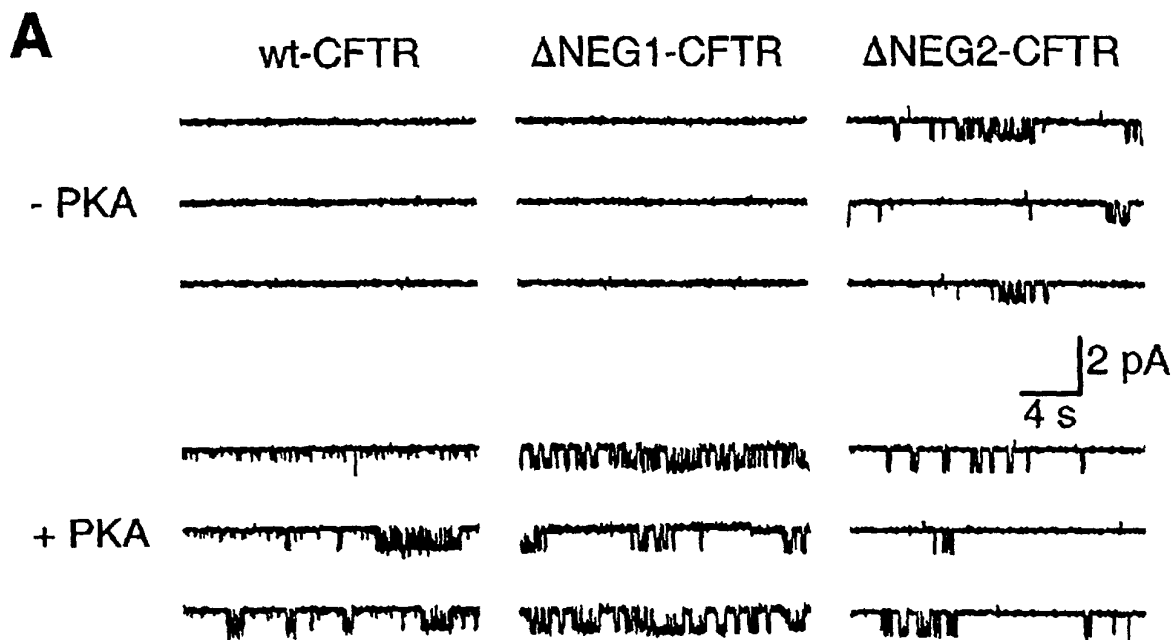 A
wt-CFTR ΔNEG1-CFTR ΔNEG2-CFTR
- PKA
2 pA
4 s
+ PKA